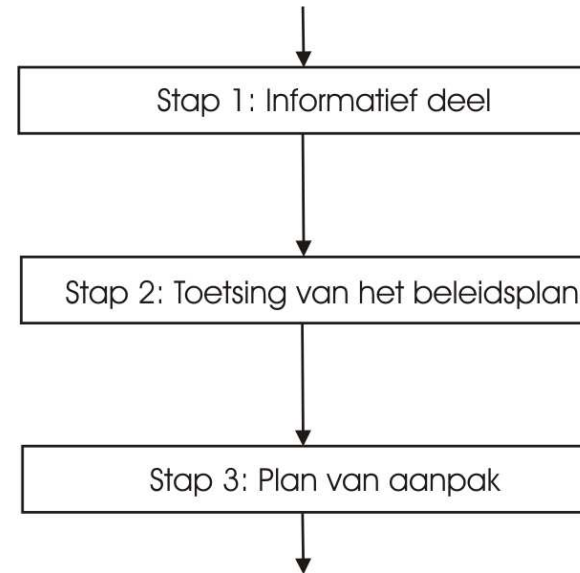 Stap 1: Informatief deel
Stap 2: Toetsing van het beleidsplan
Stap 3: Plan van aanpak